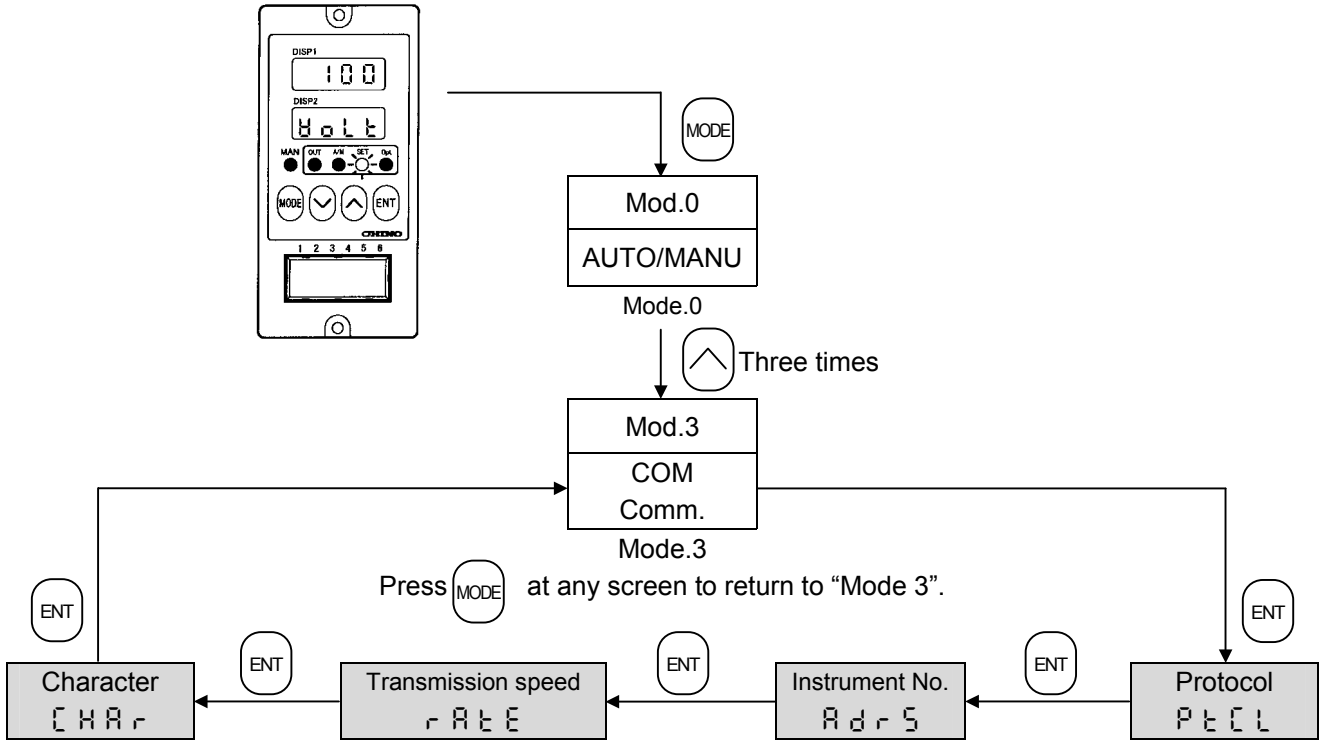 DISP1
100
DISP2
VoLt
MAN OUT A/M SET Opt.
MODE ENT
CHINO
1 2 3 4 5 6
MODE
Mod.0
AUTO/MANU
Mode.0
Three times
Mod.3
COM
Comm.
Mode.3
Press MODE at any screen to return to “Mode 3”.
ENT
ENT
ENT
ENT
ENT
Character
CHAr
Transmission speed
rAtE
Instrument No.
AdrS
Protocol
PtCL